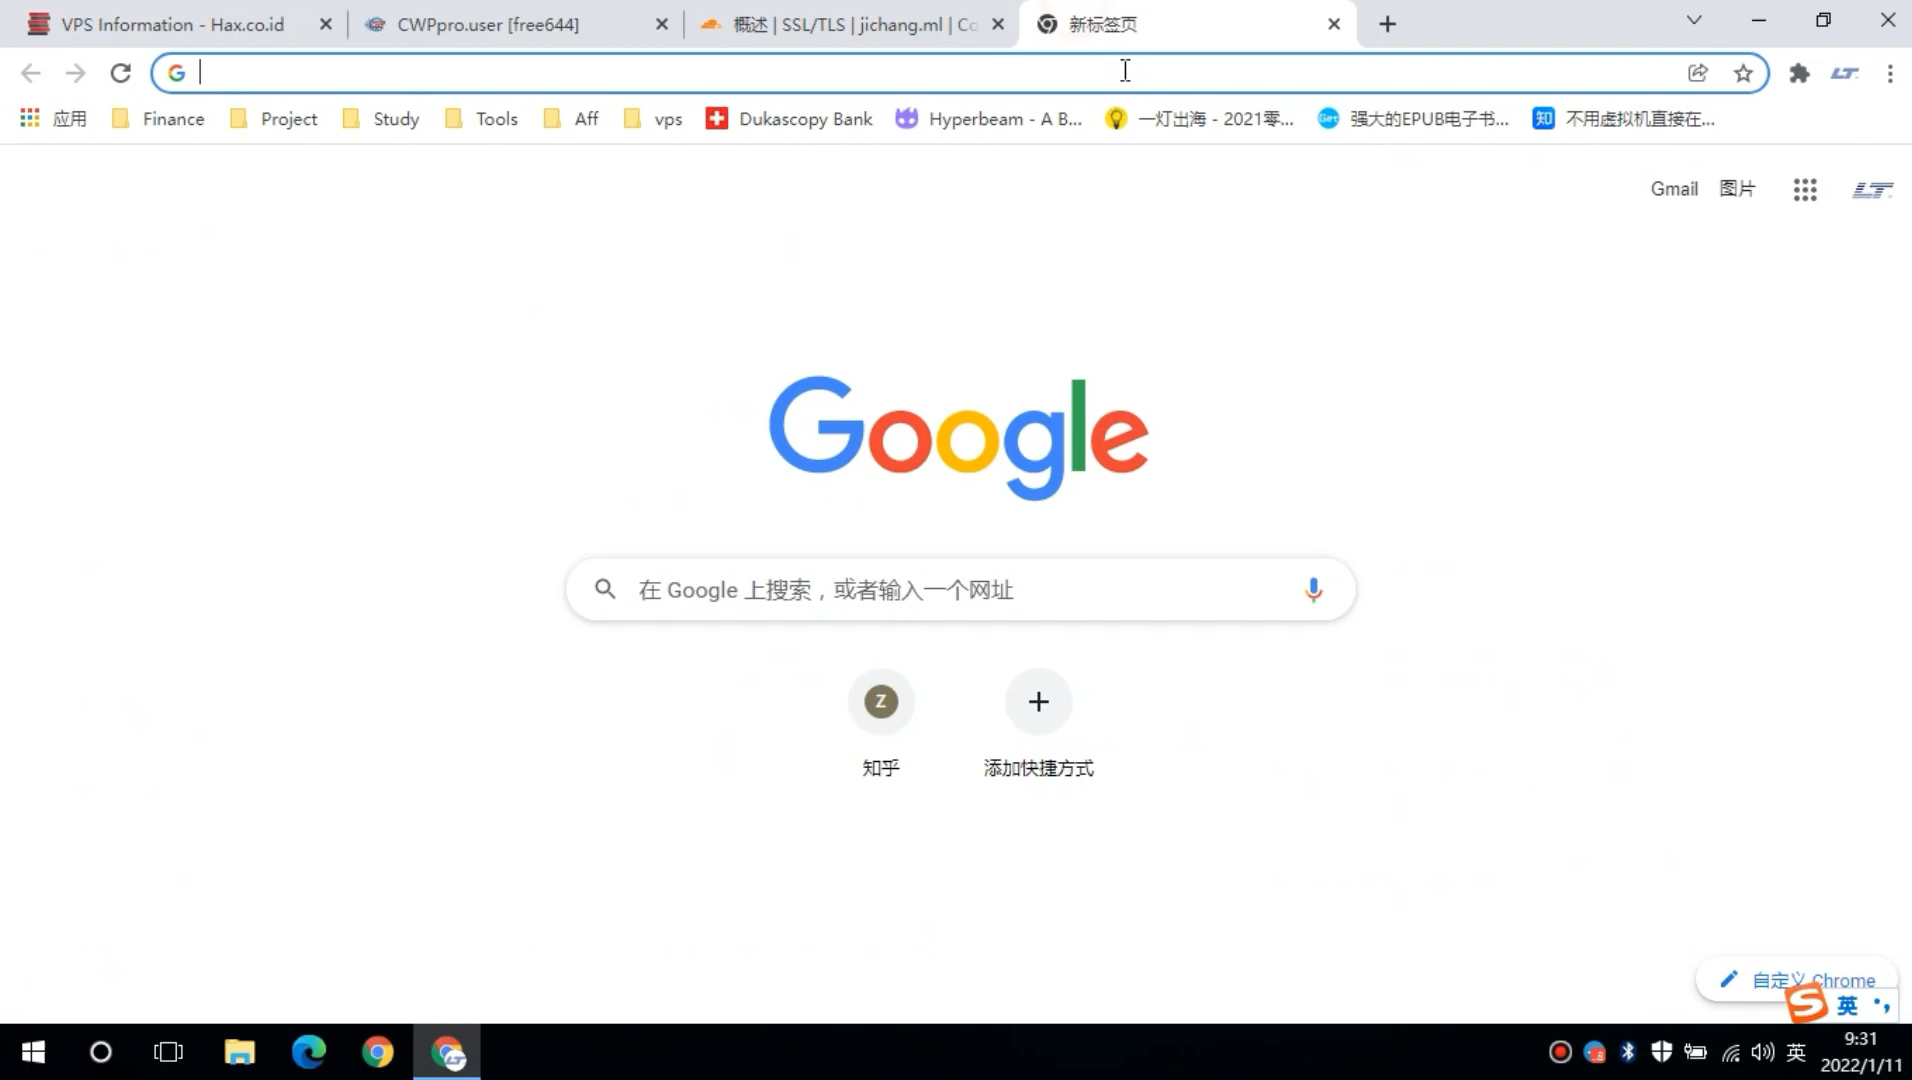 VPS Information - Hax.co.id
CWPpro.user [free644]
概述 | SSL/TLS | jichang.ml | Co
新标签页
应用
Finance
Project
Study
Tools
Aff
vps
Dukascopy Bank
Hyperbeam - A B...
一灯出海 - 2021零...
强大的EPUB电子书...
知 不用虚拟机直接在...
Gmail
图片
LT.
Google
在 Google 上搜索，或者输入一个网址
Z
知乎
添加快捷方式
自定义 Chrome
英
英
9:31
2022/1/11